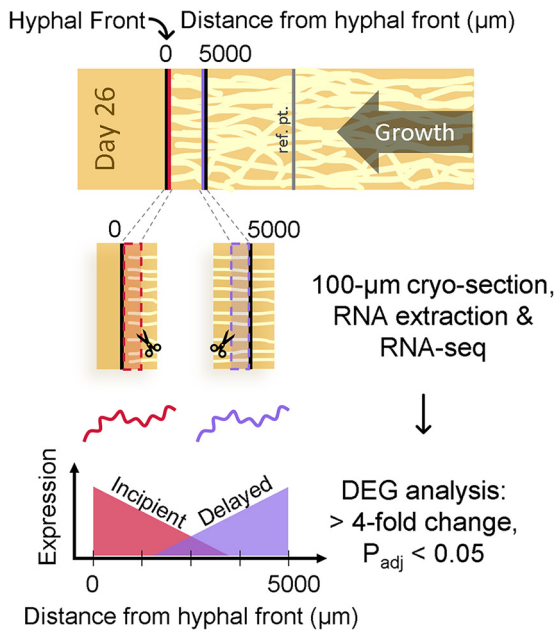 Hyphal Front
Distance from hyphal front (µm)
0
5000
Day 26
ref. pt.
Growth
0
5000
100-µm cryo-section,
RNA extraction &
RNA-seq
Expression
Incipient
Delayed
0
5000
Distance from hyphal front (µm)
DEG analysis:
> 4-fold change,
Padj < 0.05